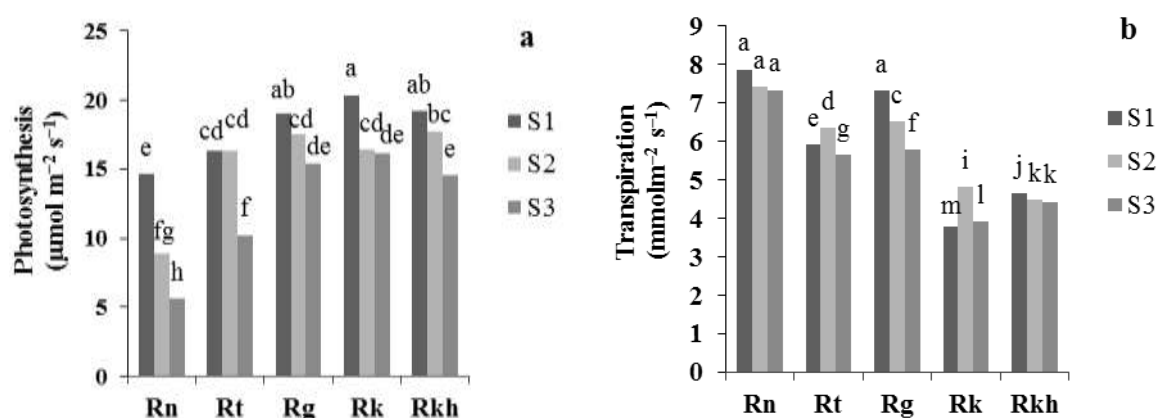 a
Photosynthesis
(µmol m⁻² s⁻¹)
25
20
15
10
5
0
e
fg
h
cd
cd
f
ab
cd
de
a
cd
de
ab
bc
e
Rn
Rt
Rg
Rk
Rkh
S1
S2
S3
b
Transpiration
(mmolm⁻² s⁻¹)
9
8
7
6
5
4
3
2
1
0
a
a
a
e
d
g
a
c
f
m
i
l
j
k
k
Rn
Rt
Rg
Rk
Rkh
S1
S2
S3